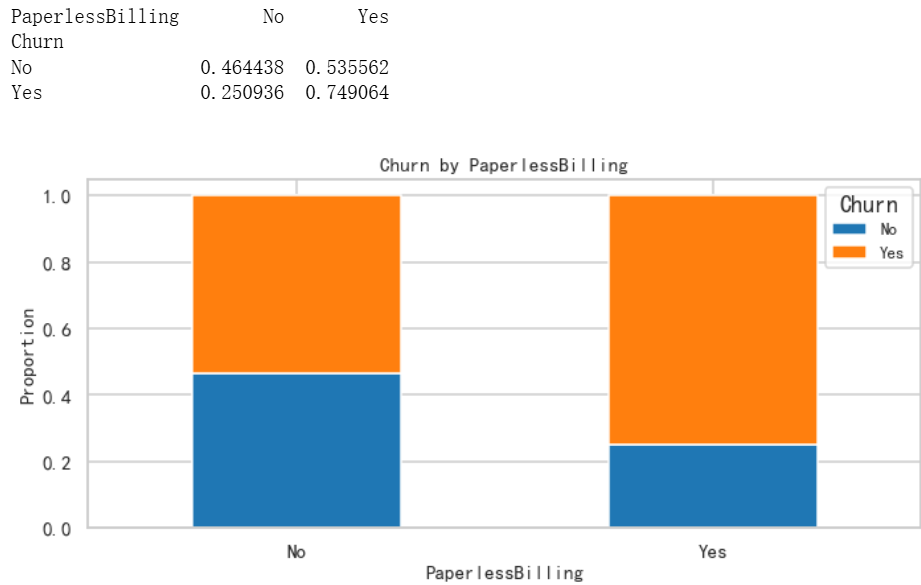 PaperlessBilling No Yes
Churn
No 0.464438 0.535562
Yes 0.250936 0.749064
Churn by PaperlessBilling
Churn
No
Yes
Proportion
1.0
0.8
0.6
0.4
0.2
0.0
No Yes
PaperlessBilling